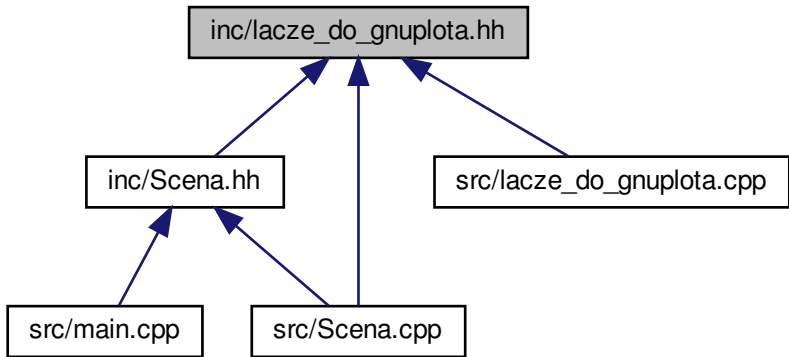 inc/lacze_do_gnuplota.hh
inc/Scena.hh
src/lacze_do_gnuplota.cpp
src/main.cpp
src/Scena.cpp